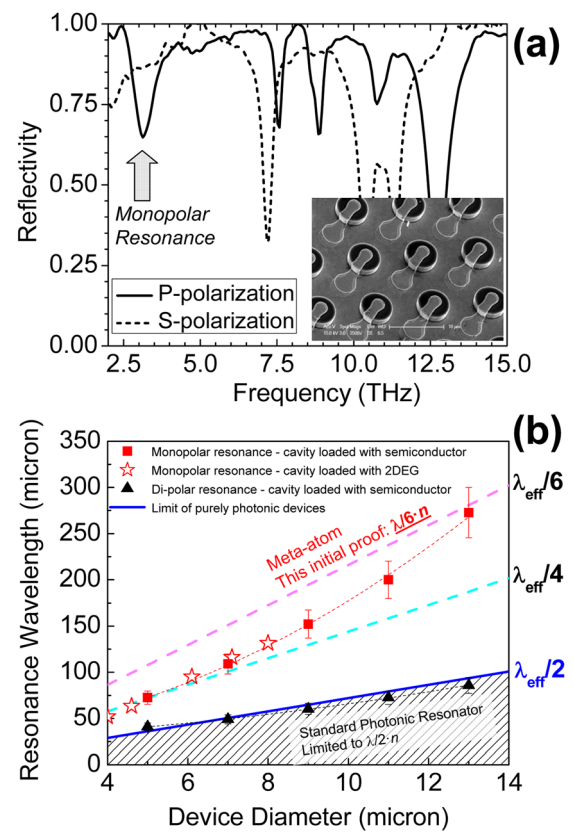 (a)
1.00
0.75
0.50
0.25
0.00
Reflectivity
Monopolar
Resonance
P-polarization
S-polarization
2.5 5.0 7.5 10.0 12.5 15.0
Frequency (THz)
(b)
350
300
250
200
150
100
50
0
Resonance Wavelength (micron)
Monopolar resonance - cavity loaded with semiconductor
Monopolar resonance - cavity loaded with 2DEG
Di-polar resonance - cavity loaded with semiconductor
Limit of purely photonic devices
Meta-atom
This initial proof: λ/6·n
λeff/6
λeff/4
λeff/2
Standard Photonic Resonator
Limited to λ/2·n
4 6 8 10 12 14
Device Diameter (micron)